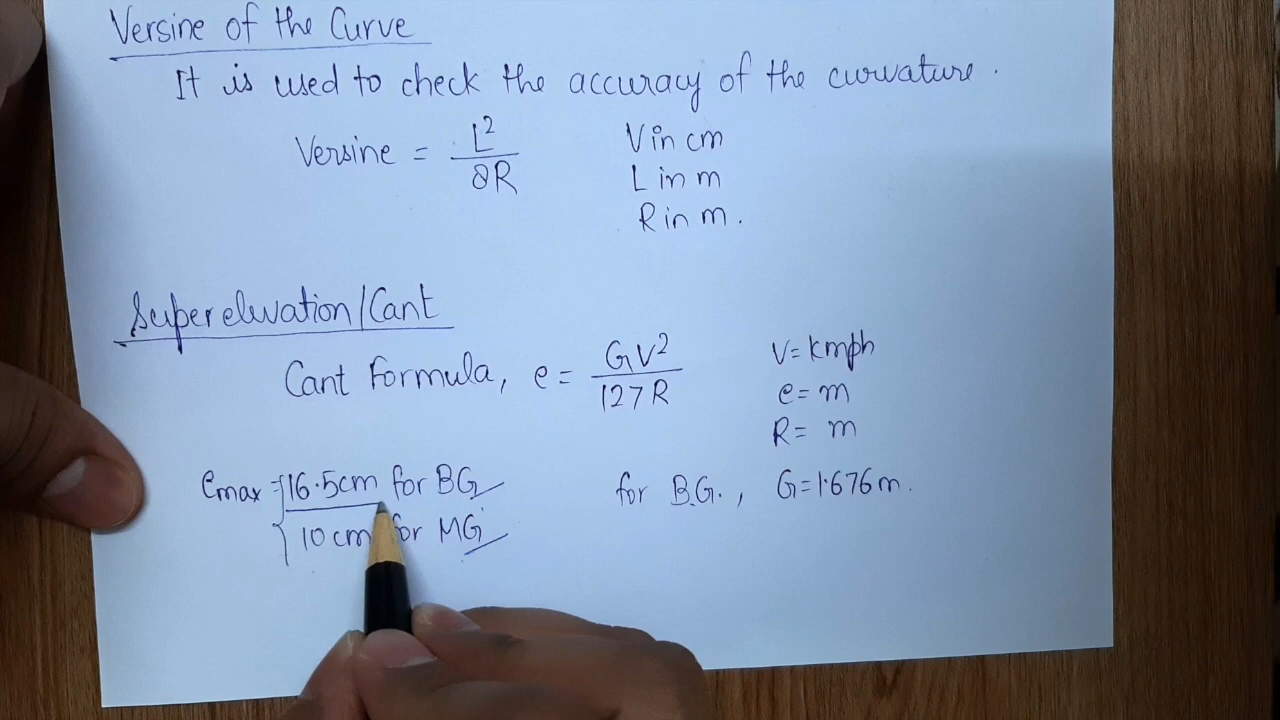 Versine of the Curve
It is used to check the accuracy of the curvature.
Versine = L²/8R
V in cm
L in m
R in m.
Superelevation/Cant
Cant Formula, e = GV²/127R
V = kmph
e = m
R = m
emax = {16.5cm for BG
10 cm for MG
for B.G., G = 1.676 m.